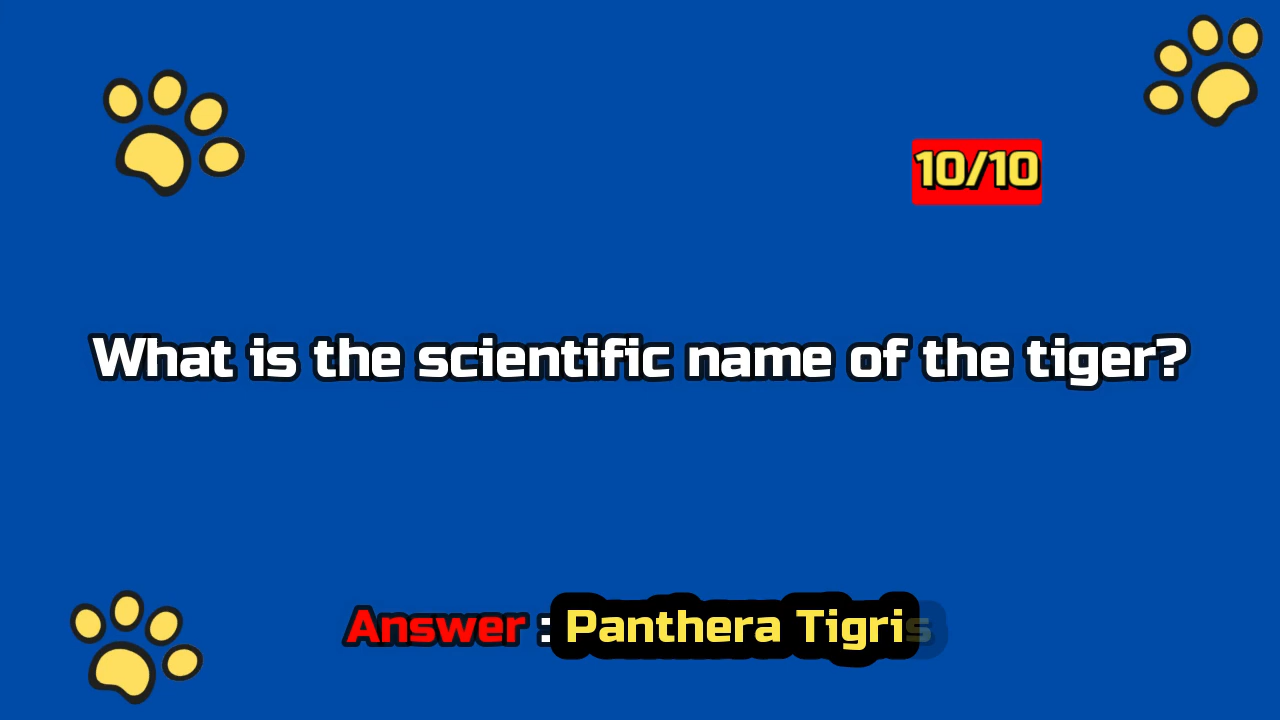 10/10
What is the scientific name of the tiger?
Answer : Panthera Tigris